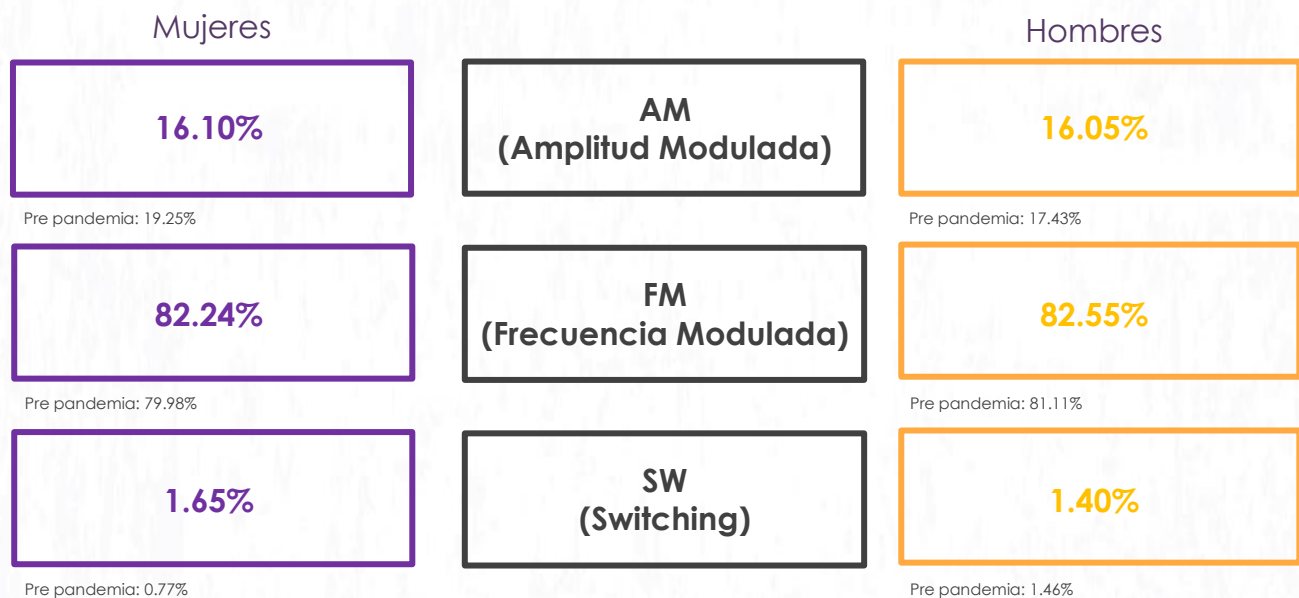 Mujeres
Hombres
16.10%
AM
(Amplitud Modulada)
16.05%
Pre pandemia: 19.25%
Pre pandemia: 17.43%
82.24%
FM
(Frecuencia Modulada)
82.55%
Pre pandemia: 79.98%
Pre pandemia: 81.11%
1.65%
SW
(Switching)
1.40%
Pre pandemia: 0.77%
Pre pandemia: 1.46%